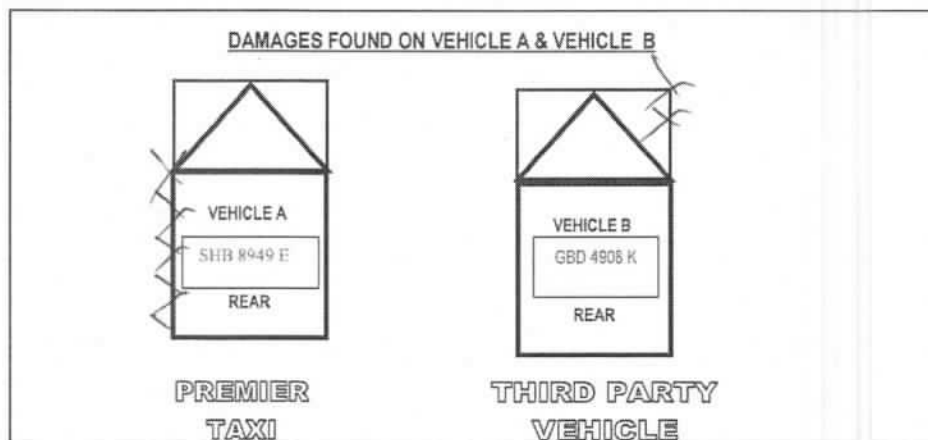 DAMAGES FOUND ON VEHICLE A & VEHICLE B
VEHICLE A
SHB 8949 E
REAR
PREMIER
TAXI
VEHICLE B
GBD 4908 K
REAR
THIRD PARTY
VEHICLE